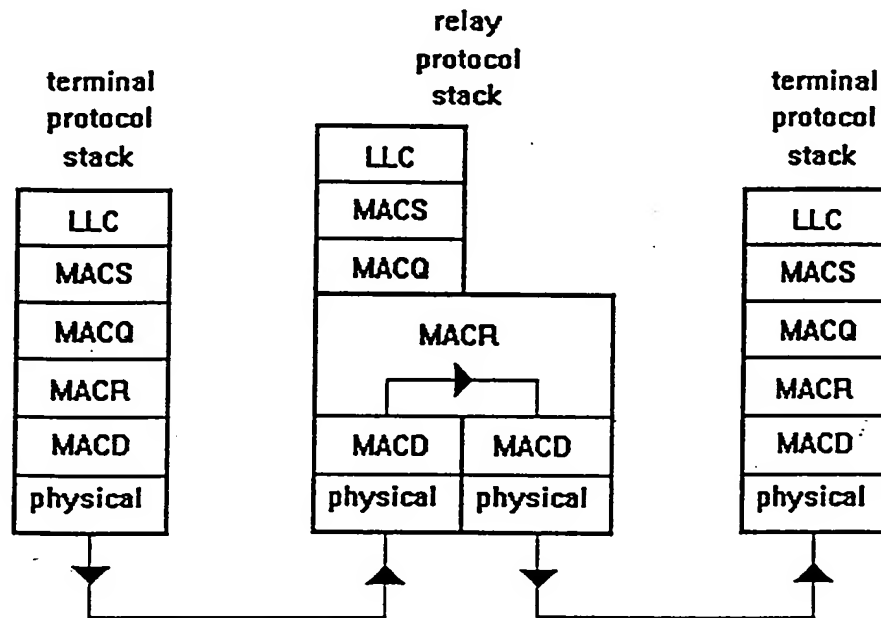 terminal
protocol
stack
LLC
MACS
MACQ
MACR
MACD
physical
relay
protocol
stack
LLC
MACS
MACQ
MACR
MACD
MACD
physical
physical
terminal
protocol
stack
LLC
MACS
MACQ
MACR
MACD
physical